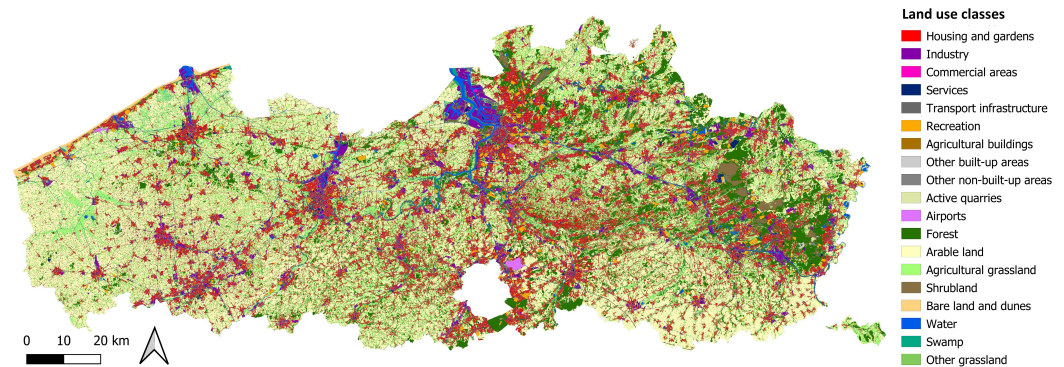 Land use classes
Housing and gardens
Industry
Commercial areas
Services
Transport infrastructure
Recreation
Agricultural buildings
Other built-up areas
Other non-built-up areas
Active quarries
Airports
Forest
Arable land
Agricultural grassland
Shrubland
Bare land and dunes
Water
Swamp
Other grassland
0 10 20 km